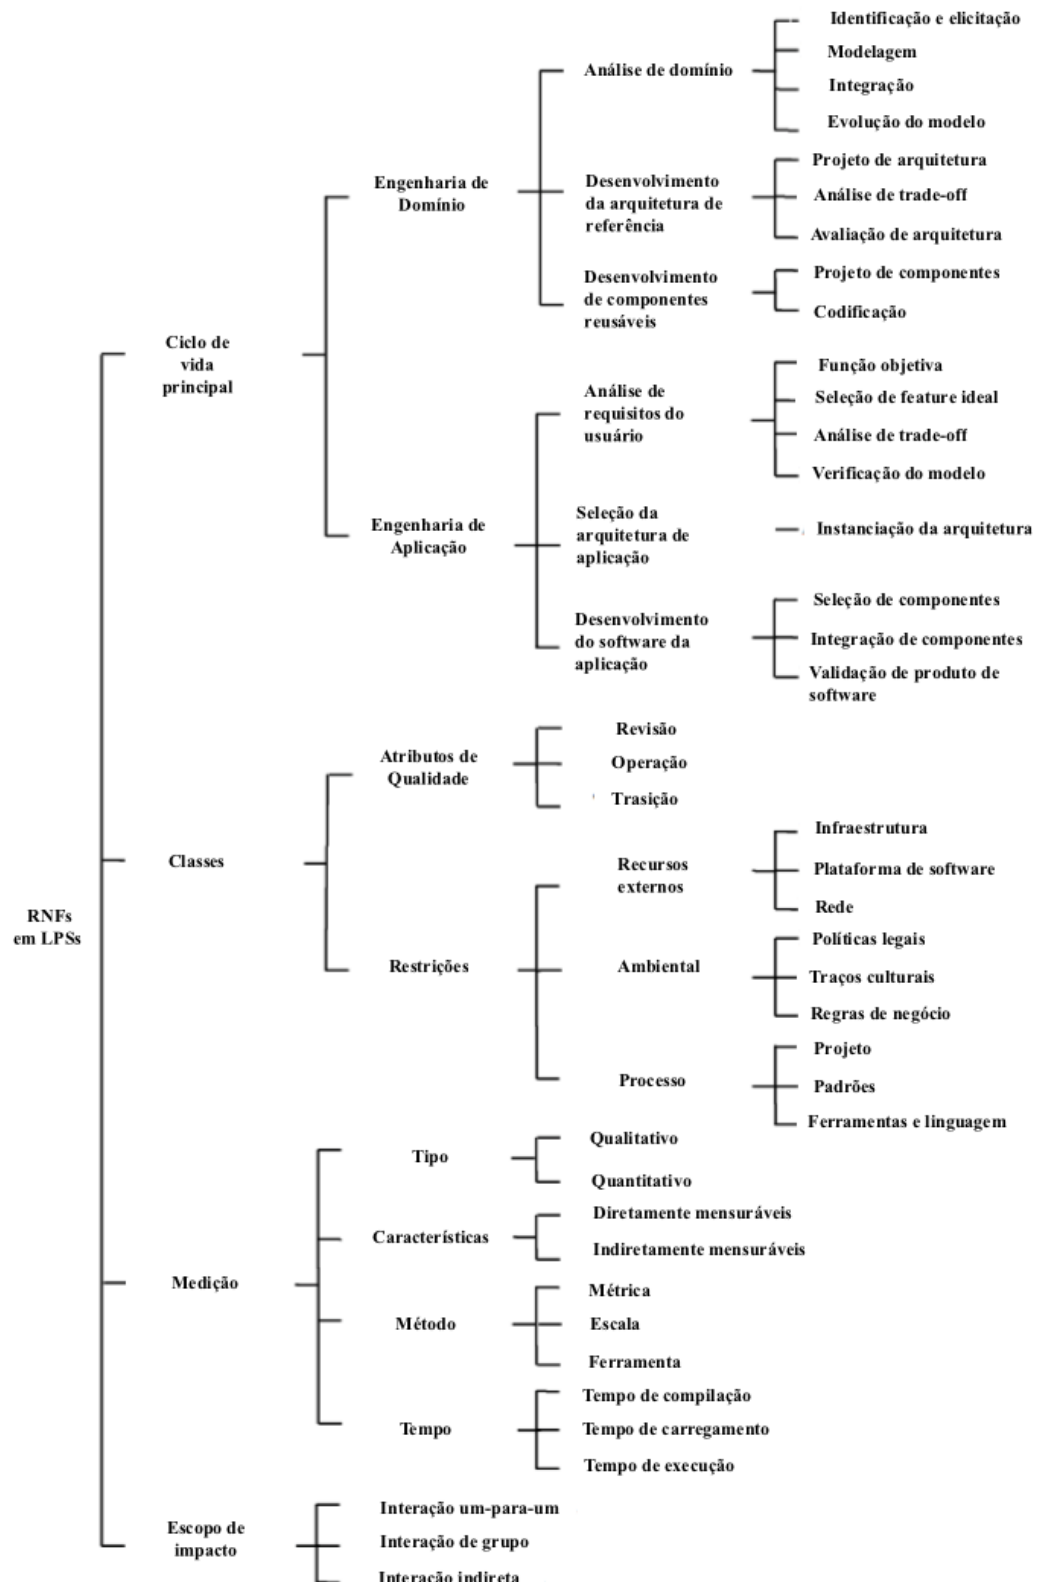 RNFs
em LPSs
Ciclo de
vida
principal
Engenharia de
Domínio
Análise de domínio
Identificação e elicitação
Modelagem
Integração
Evolução do modelo
Desenvolvimento
da arquitetura de
referência
Projeto de arquitetura
Análise de trade-off
Avaliação de arquitetura
Desenvolvimento
de componentes
reusáveis
Projeto de componentes
Codificação
Engenharia de
Aplicação
Análise de
requisitos do
usuário
Função objetiva
Seleção de feature ideal
Análise de trade-off
Verificação do modelo
Seleção da
arquitetura de
aplicação
Instanciação da arquitetura
Desenvolvimento
do software da
aplicação
Seleção de componentes
Integração de componentes
Validação de produto de
software
Classes
Atributos de
Qualidade
Revisão
Operação
Trasição
Restrições
Recursos
externos
Infraestrutura
Plataforma de software
Rede
Ambiental
Políticas legais
Traços culturais
Regras de negócio
Processo
Projeto
Padrões
Ferramentas e linguagem
Medição
Tipo
Qualitativo
Quantitativo
Características
Diretamente mensuráveis
Indiretamente mensuráveis
Método
Métrica
Escala
Ferramenta
Tempo
Tempo de compilação
Tempo de carregamento
Tempo de execução
Escopo de
impacto
Interação um-para-um
Interação de grupo
Interação indireta